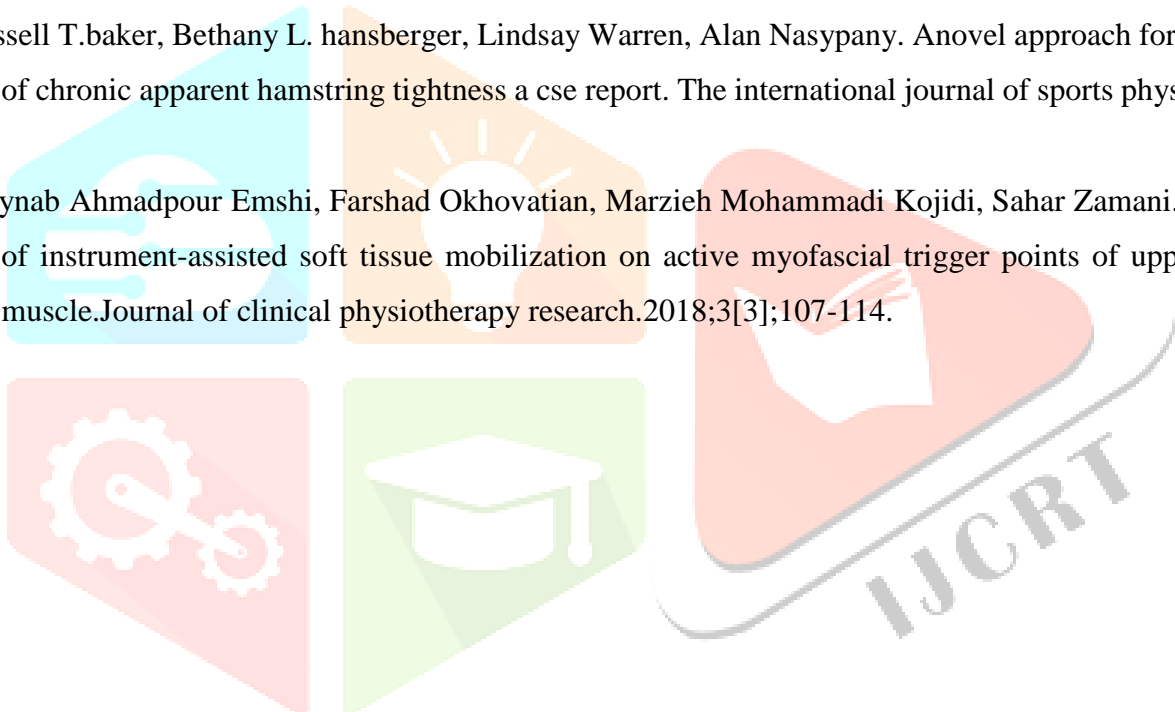 ssell T.baker, Bethany L. hansberger, Lindsay Warren, Alan Nasypany. Anovel approach for
of chronic apparent hamstring tightness a cse report. The international journal of sports phys
ynab Ahmadpour Emshi, Farshad Okhovatian, Marzieh Mohammadi Kojidi, Sahar Zamani.
of instrument-assisted soft tissue mobilization on active myofascial trigger points of upp
muscle.Journal of clinical physiotherapy research.2018;3[3];107-114.
IJCRT